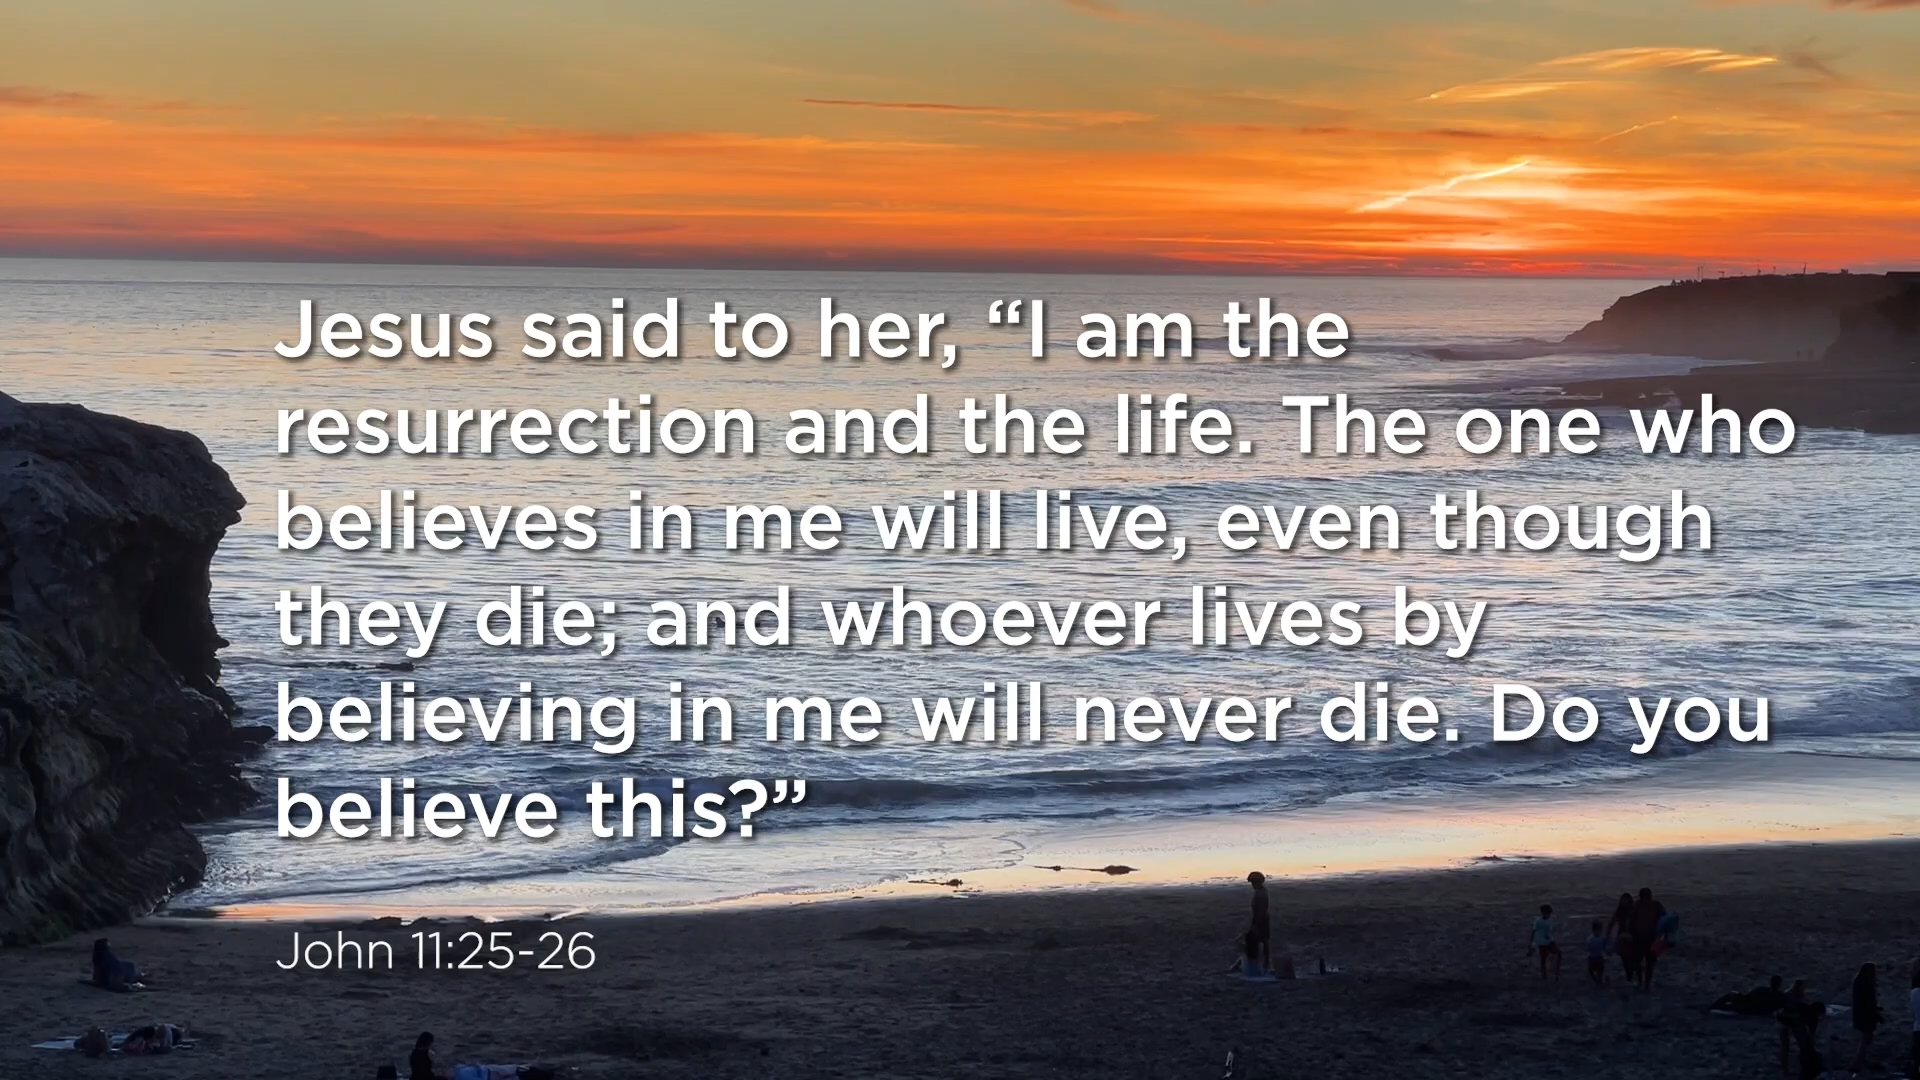 Jesus said to her, “I am the
resurrection and the life. The one who
believes in me will live, even though
they die; and whoever lives by
believing in me will never die. Do you
believe this?”
John 11:25-26